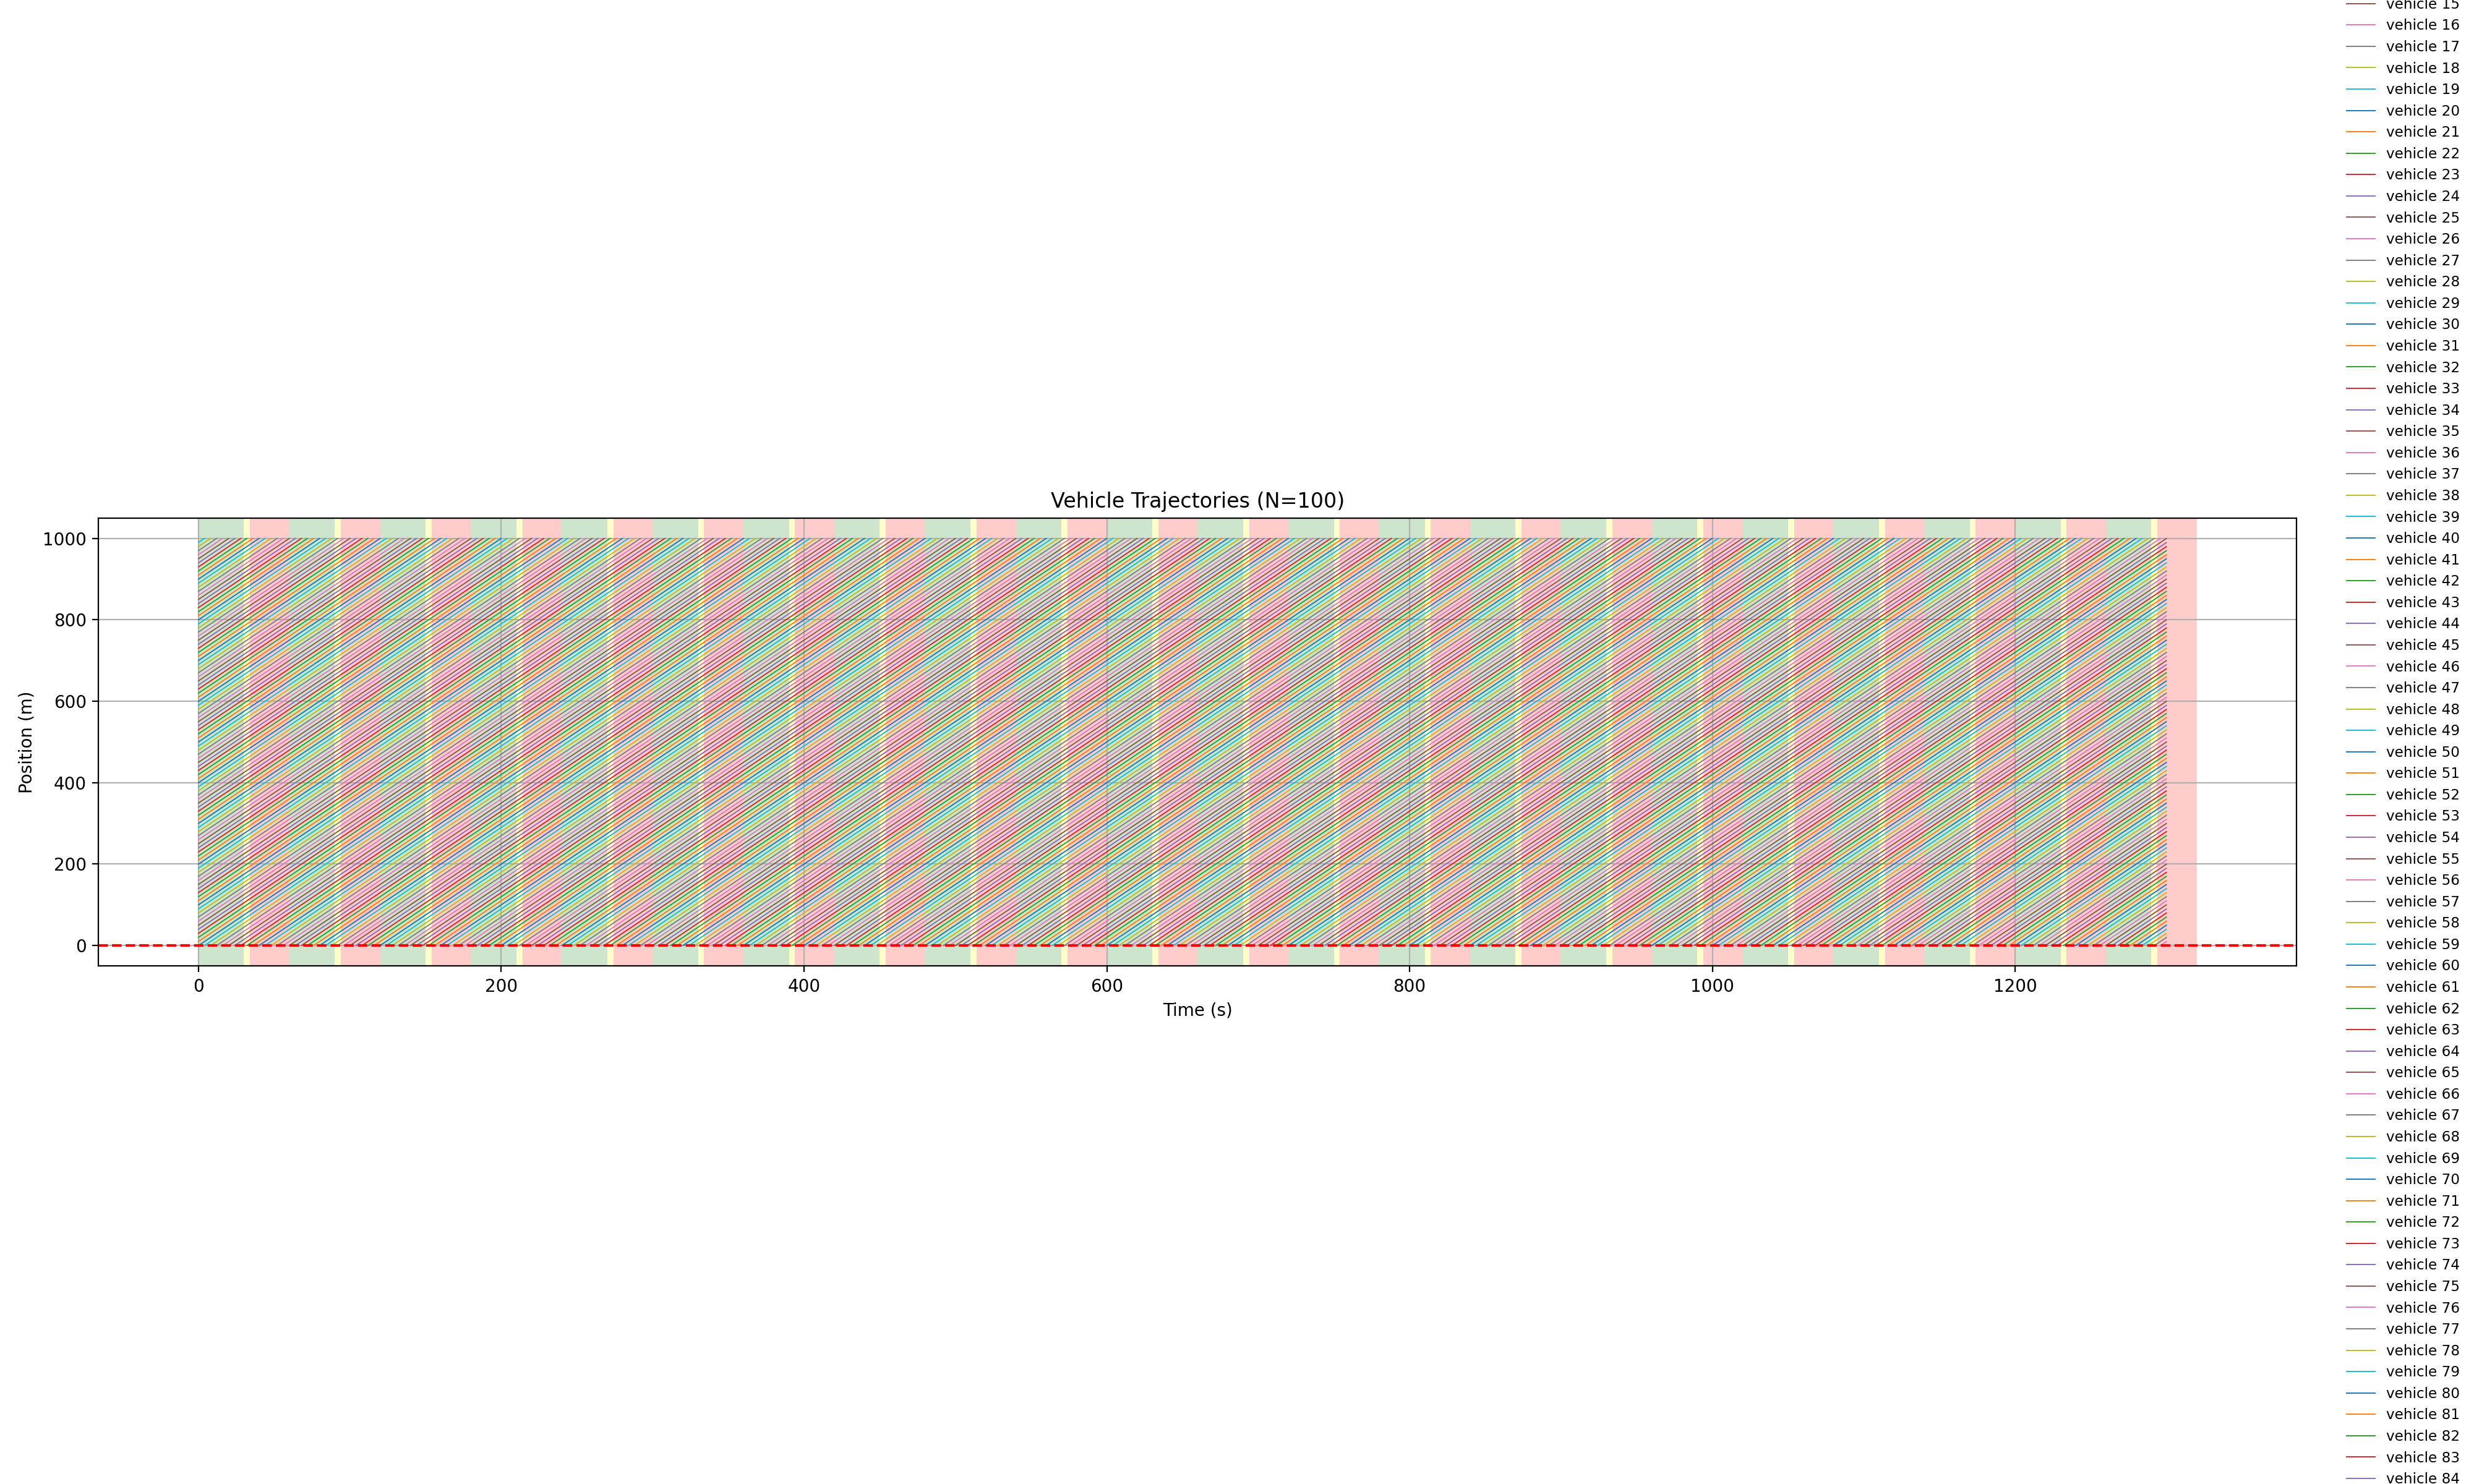 Vehicle Trajectories (N=100)
Position (m)
1000
800
600
400
200
0
0 200 400 600 800 1000 1200
Time (s)
vehicle 15
vehicle 16
vehicle 17
vehicle 18
vehicle 19
vehicle 20
vehicle 21
vehicle 22
vehicle 23
vehicle 24
vehicle 25
vehicle 26
vehicle 27
vehicle 28
vehicle 29
vehicle 30
vehicle 31
vehicle 32
vehicle 33
vehicle 34
vehicle 35
vehicle 36
vehicle 37
vehicle 38
vehicle 39
vehicle 40
vehicle 41
vehicle 42
vehicle 43
vehicle 44
vehicle 45
vehicle 46
vehicle 47
vehicle 48
vehicle 49
vehicle 50
vehicle 51
vehicle 52
vehicle 53
vehicle 54
vehicle 55
vehicle 56
vehicle 57
vehicle 58
vehicle 59
vehicle 60
vehicle 61
vehicle 62
vehicle 63
vehicle 64
vehicle 65
vehicle 66
vehicle 67
vehicle 68
vehicle 69
vehicle 70
vehicle 71
vehicle 72
vehicle 73
vehicle 74
vehicle 75
vehicle 76
vehicle 77
vehicle 78
vehicle 79
vehicle 80
vehicle 81
vehicle 82
vehicle 83
vehicle 84